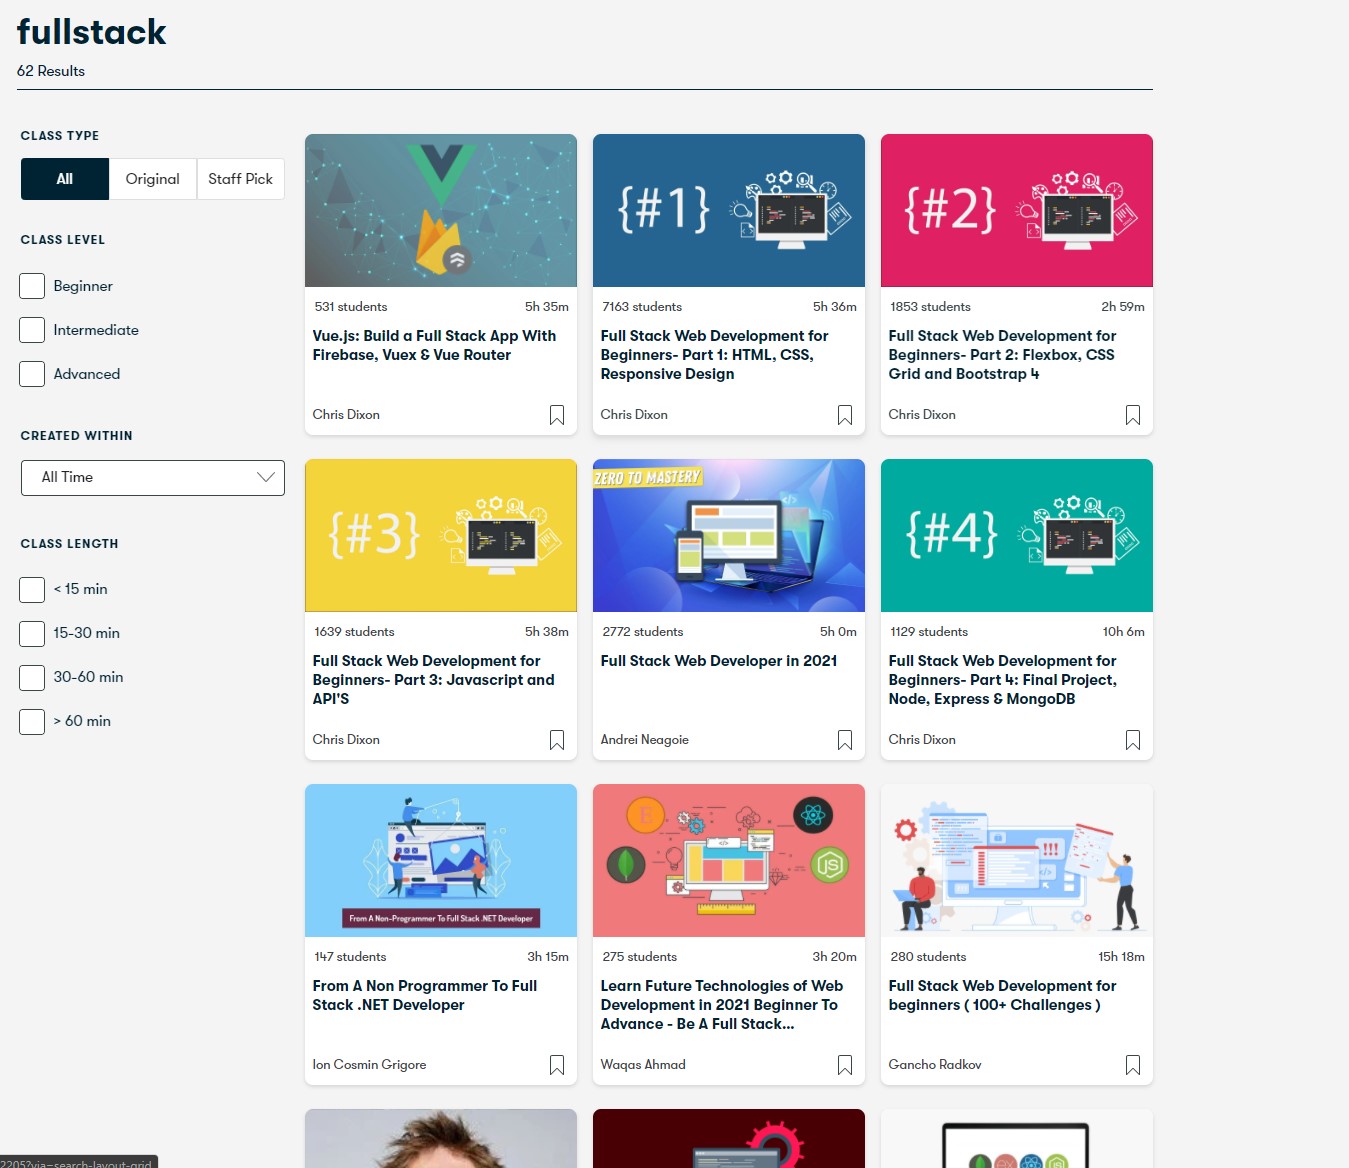 fullstack
62 Results
CLASS TYPE
All
Original
Staff Pick
CLASS LEVEL
Beginner
Intermediate
Advanced
CREATED WITHIN
All Time
CLASS LENGTH
< 15 min
15-30 min
30-60 min
> 60 min
531 students
5h 35m
Vue.js: Build a Full Stack App With
Firebase, Vuex & Vue Router
Chris Dixon
{#1}
7163 students
5h 36m
Full Stack Web Development for
Beginners- Part 1: HTML, CSS,
Responsive Design
Chris Dixon
{#2}
1853 students
2h 59m
Full Stack Web Development for
Beginners- Part 2: Flexbox, CSS
Grid and Bootstrap 4
Chris Dixon
{#3}
1639 students
5h 38m
Full Stack Web Development for
Beginners- Part 3: Javascript and
API'S
Chris Dixon
ZERO TO MASTERY
</>
2772 students
5h 0m
Full Stack Web Developer in 2021
Andrei Neagoie
{#4}
1129 students
10h 6m
Full Stack Web Development for
Beginners- Part 4: Final Project,
Node, Express & MongoDB
Chris Dixon
From A Non-Programmer To Full Stack .NET Developer
147 students
3h 15m
From A Non Programmer To Full
Stack .NET Developer
Ion Cosmin Grigore
B
</>
JS
275 students
3h 20m
Learn Future Technologies of Web
Development in 2021 Beginner To
Advance - Be A Full Stack...
Waqas Ahmad
!!!
</>
280 students
15h 18m
Full Stack Web Development for
beginners ( 100+ Challenges )
Gancho Radkov
2205?via=search-layout-grid